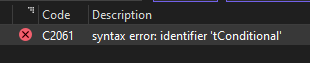 Code Description
C2061 syntax error: identifier 'tConditional'